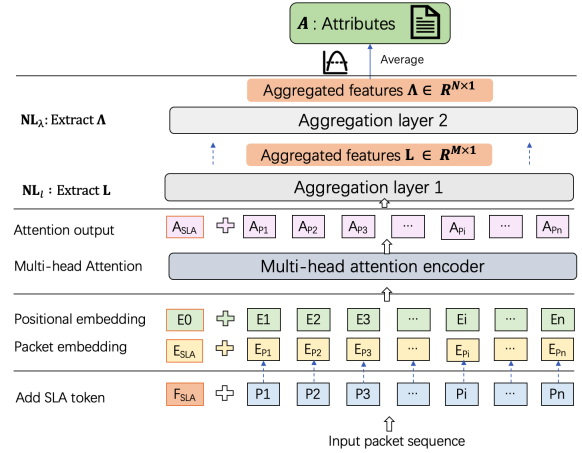 A : Attributes
Average
Aggregated features Λ ∈ R^{N×1}
NL_λ: Extract Λ
Aggregation layer 2
Aggregated features L ∈ R^{M×1}
NL_l : Extract L
Aggregation layer 1
Attention output A_SLA A_P1 A_P2 A_P3 ... A_Pi ... A_Pn
Multi-head Attention
Multi-head attention encoder
Positional embedding E0 E1 E2 E3 ... Ei ... En
Packet embedding E_SLA E_P1 E_P2 E_P3 ... E_Pi ... E_Pn
Add SLA token F_SLA P1 P2 P3 ... Pi ... Pn
Input packet sequence